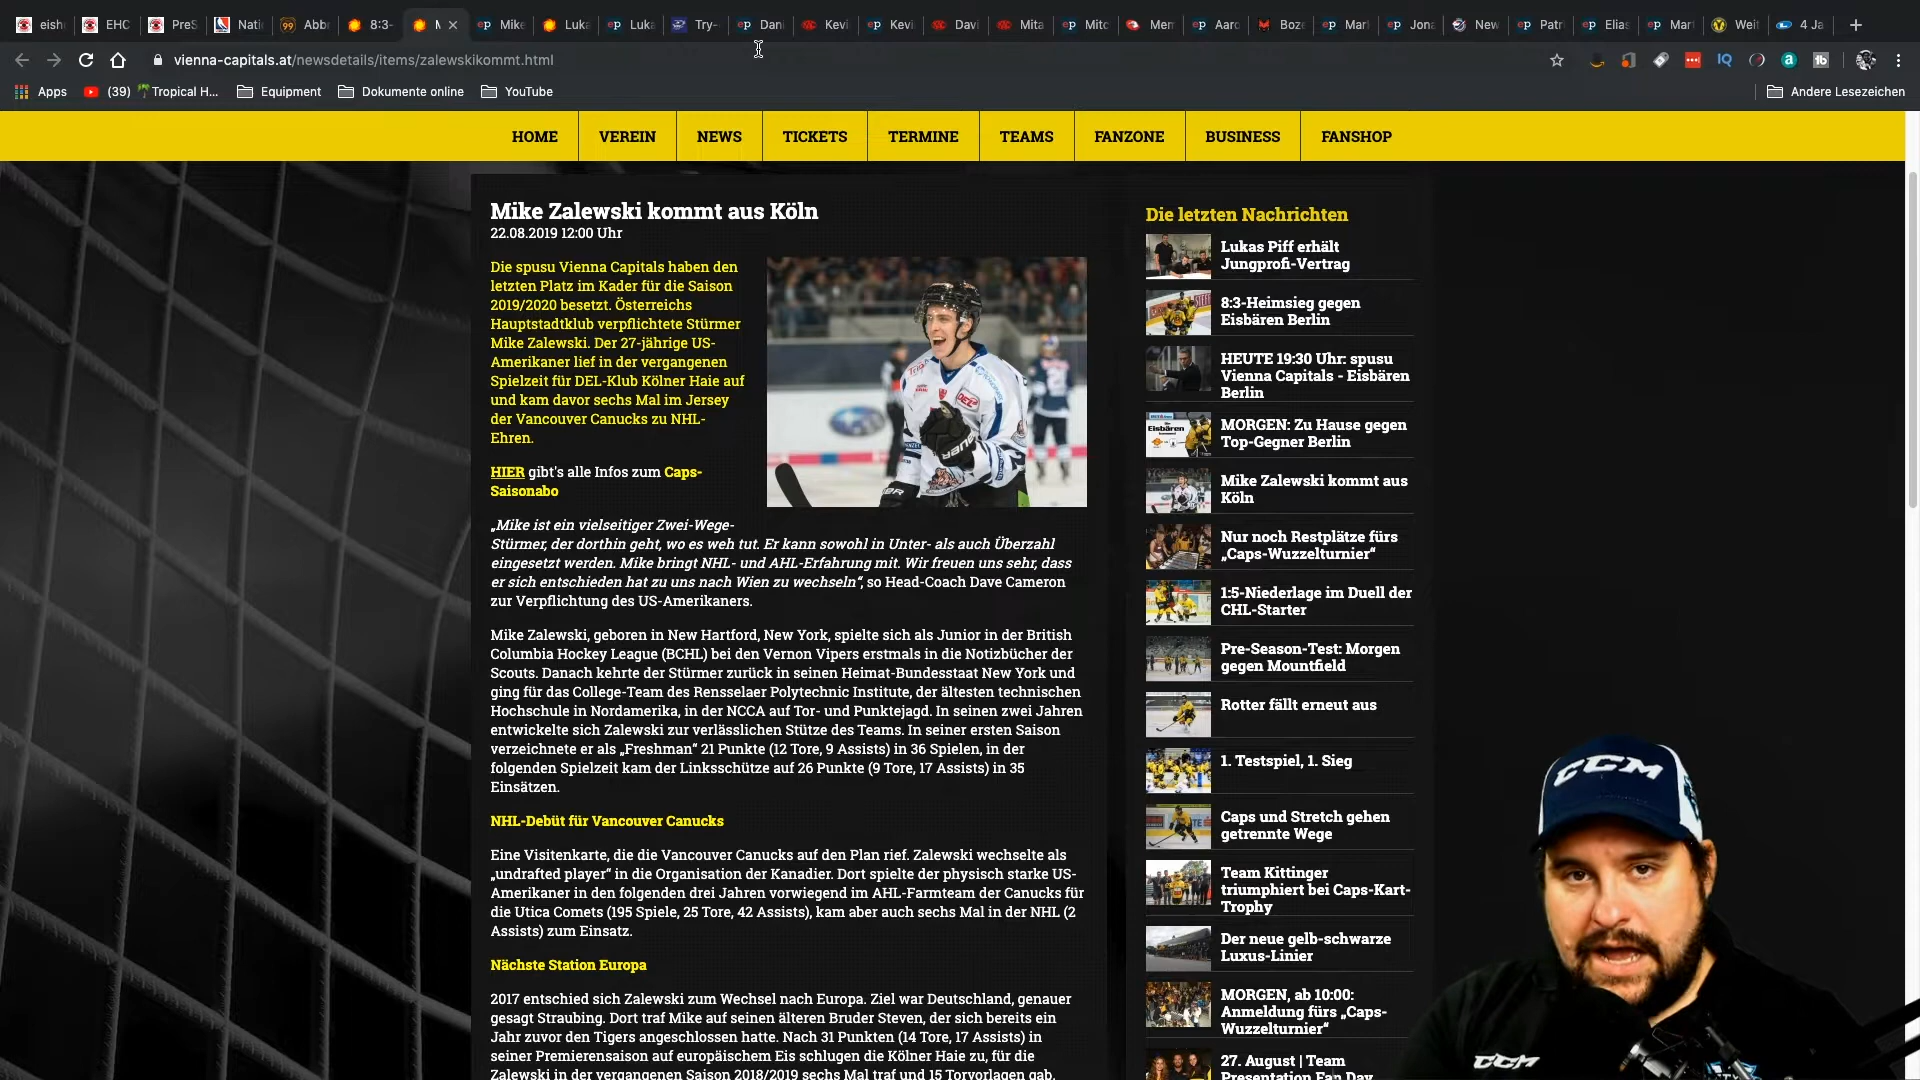 eish
EHC
PreS
Nati
Abb
8:3-
M
Mike
Luka
Luka
Try-
Dani
Kevi
Kevi
Davi
Mita
Mitc
Mem
Aaro
Boze
Mark
Jona
New
Patri
Elias
Mart
Weit
4 Ja
vienna-capitals.at/newsdetails/items/zalewskikommt.html
Apps
(39)
Tropical H...
Equipment
Dokumente online
YouTube
Andere Lesezeichen
HOME VEREIN NEWS TICKETS TERMINE TEAMS FANZONE BUSINESS FANSHOP
Mike Zalewski kommt aus Köln
22.08.2019 12:00 Uhr
Die spusu Vienna Capitals haben den
letzten Platz im Kader für die Saison
2019/2020 besetzt. Österreichs
Hauptstadtklub verpflichtete Stürmer
Mike Zalewski. Der 27-jährige US-
Amerikaner lief in der vergangenen
Spielzeit für DEL-Klub Kölner Haie auf
und kam davor sechs Mal im Jersey
der Vancouver Canucks zu NHL-
Ehren.
HIER gibt's alle Infos zum Caps-
Saisonabo
„Mike ist ein vielseitiger Zwei-Wege-
Stürmer, der dorthin geht, wo es weh tut. Er kann sowohl in Unter- als auch Überzahl
eingesetzt werden. Mike bringt NHL- und AHL-Erfahrung mit. Wir freuen uns sehr, dass
er sich entschieden hat zu uns nach Wien zu wechseln“, so Head-Coach Dave Cameron
zur Verpflichtung des US-Amerikaners.
Mike Zalewski, geboren in New Hartford, New York, spielte sich als Junior in der British
Columbia Hockey League (BCHL) bei den Vernon Vipers erstmals in die Notizbücher der
Scouts. Danach kehrte der Stürmer zurück in seinen Heimat-Bundesstaat New York und
ging für das College-Team des Rensselaer Polytechnic Institute, der ältesten technischen
Hochschule in Nordamerika, in der NCCA auf Tor- und Punktejagd. In seinen zwei Jahren
entwickelte sich Zalewski zur verlässlichen Stütze des Teams. In seiner ersten Saison
verzeichnete er als „Freshman“ 21 Punkte (12 Tore, 9 Assists) in 36 Spielen, in der
folgenden Spielzeit kam der Linksschütze auf 26 Punkte (9 Tore, 17 Assists) in 35
Einsätzen.
NHL-Debüt für Vancouver Canucks
Eine Visitenkarte, die die Vancouver Canucks auf den Plan rief. Zalewski wechselte als
„undrafted player“ in die Organisation der Kanadier. Dort spielte der physisch starke US-
Amerikaner in den folgenden drei Jahren vorwiegend im AHL-Farmteam der Canucks für
die Utica Comets (195 Spiele, 25 Tore, 42 Assists), kam aber auch sechs Mal in der NHL (2
Assists) zum Einsatz.
Nächste Station Europa
2017 entschied sich Zalewski zum Wechsel nach Europa. Ziel war Deutschland, genauer
gesagt Straubing. Dort traf Mike auf seinen älteren Bruder Steven, der sich bereits ein
Jahr zuvor den Tigers angeschlossen hatte. Nach 31 Punkten (14 Tore, 17 Assists) in
seiner Premierensaison auf europäischem Eis schlugen die Kölner Haie zu, für die
Zalewski in der vergangenen Saison 2018/2019 sechs Mal traf und 15 Torvorlagen gab.
Die letzten Nachrichten
Lukas Piff erhält
Jungprofi-Vertrag
8:3-Heimsieg gegen
Eisbären Berlin
HEUTE 19:30 Uhr: spusu
Vienna Capitals - Eisbären
Berlin
MORGEN: Zu Hause gegen
Top-Gegner Berlin
Mike Zalewski kommt aus
Köln
Nur noch Restplätze fürs
„Caps-Wuzzelturnier“
1:5-Niederlage im Duell der
CHL-Starter
Pre-Season-Test: Morgen
gegen Mountfield
Rotter fällt erneut aus
1. Testspiel, 1. Sieg
Caps und Stretch gehen
getrennte Wege
Team Kittinger
triumphiert bei Caps-Kart-
Trophy
Der neue gelb-schwarze
Luxus-Linier
MORGEN, ab 10:00:
Anmeldung fürs „Caps-
Wuzzelturnier“
27. August | Team
Presentation Fan Day
CCM
CCM